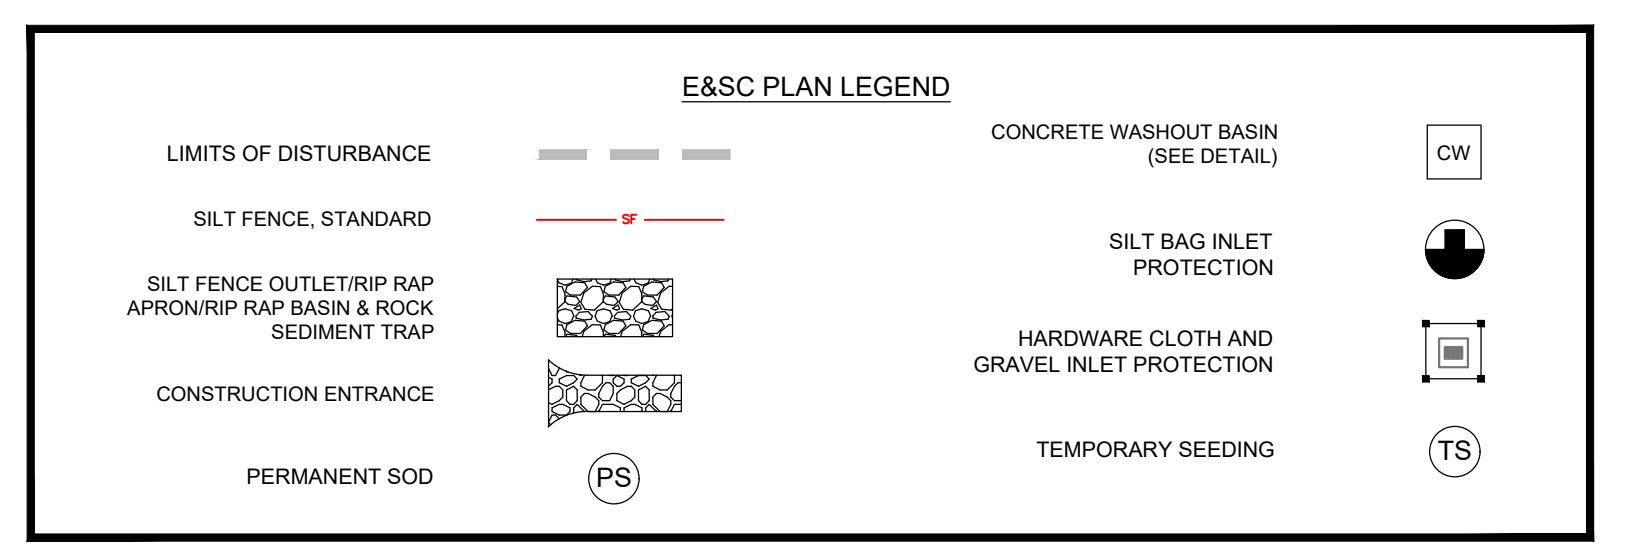 E&SC PLAN LEGEND
LIMITS OF DISTURBANCE
SILT FENCE, STANDARD
SF
SILT FENCE OUTLET/RIP RAP
APRON/RIP RAP BASIN & ROCK
SEDIMENT TRAP
CONSTRUCTION ENTRANCE
PERMANENT SOD
PS
CONCRETE WASHOUT BASIN
(SEE DETAIL)
CW
SILT BAG INLET
PROTECTION
HARDWARE CLOTH AND
GRAVEL INLET PROTECTION
TEMPORARY SEEDING
TS